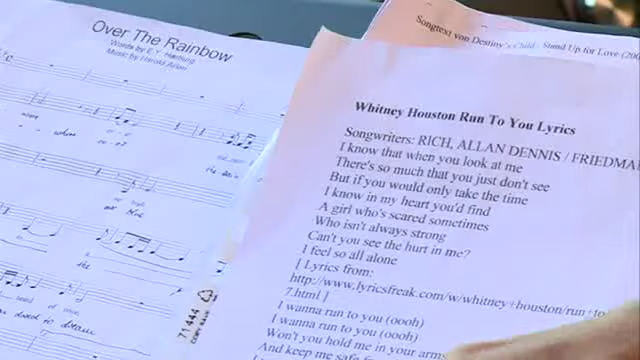 Over The Rainbow
Words by E.Y. Harburg
Music by Harold Arlen
Songtext von Destiny's Child - Stand Up for Love (200
Whitney Houston Run To You Lyrics
Songwriters: RICH, ALLAN DENNIS / FRIEDMA
I know that when you look at me
There's so much that you just don't see
But if you would only take the time
I know in my heart you'd find
A girl who's scared sometimes
Who isn't always strong
Can't you see the hurt in me?
I feel so all alone
[ Lyrics from:
http://www.lyricsfreak.com/w/whitney+houston/run+to
7.html ]
I wanna run to you (oooh)
I wanna run to you (oooh)
Won't you hold me in your arms
And keep me safe
71444